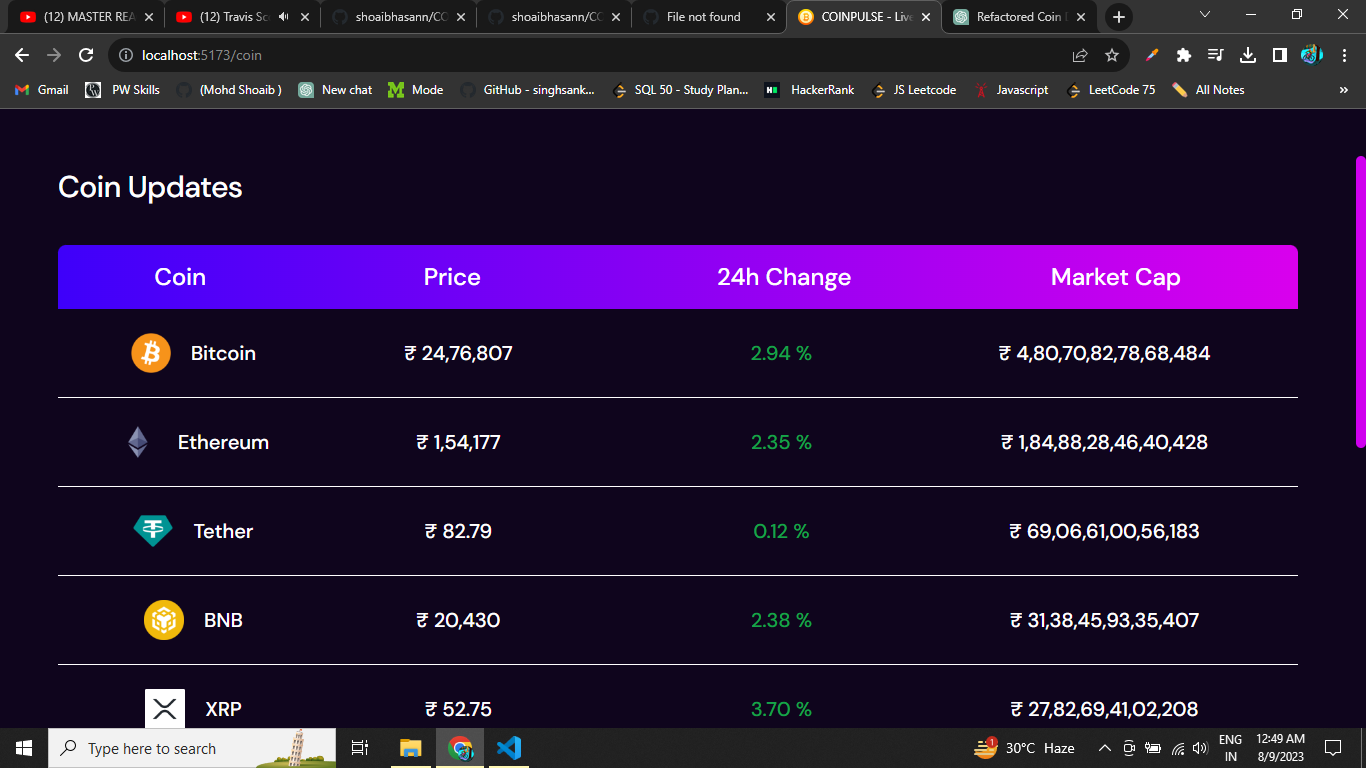 (12) MASTER REA
(12) Travis Sc
shoaibhasann/CO
shoaibhasann/CO
File not found
COINPULSE - Live
Refactored Coin
localhost:5173/coin
Gmail
PW Skills
(Mohd Shoaib )
New chat
Mode
GitHub - singhsank...
SQL 50 - Study Plan...
HackerRank
JS Leetcode
Javascript
LeetCode 75
All Notes
»
Coin Updates
Coin Price 24h Change Market Cap
Bitcoin ₹ 24,76,807 2.94 % ₹ 4,80,70,82,78,68,484
Ethereum ₹ 1,54,177 2.35 % ₹ 1,84,88,28,46,40,428
Tether ₹ 82.79 0.12 % ₹ 69,06,61,00,56,183
BNB ₹ 20,430 2.38 % ₹ 31,38,45,93,35,407
XRP ₹ 52.75 3.70 % ₹ 27,82,69,41,02,208
Type here to search
1
30°C Haze
ENG
IN
12:49 AM
8/9/2023